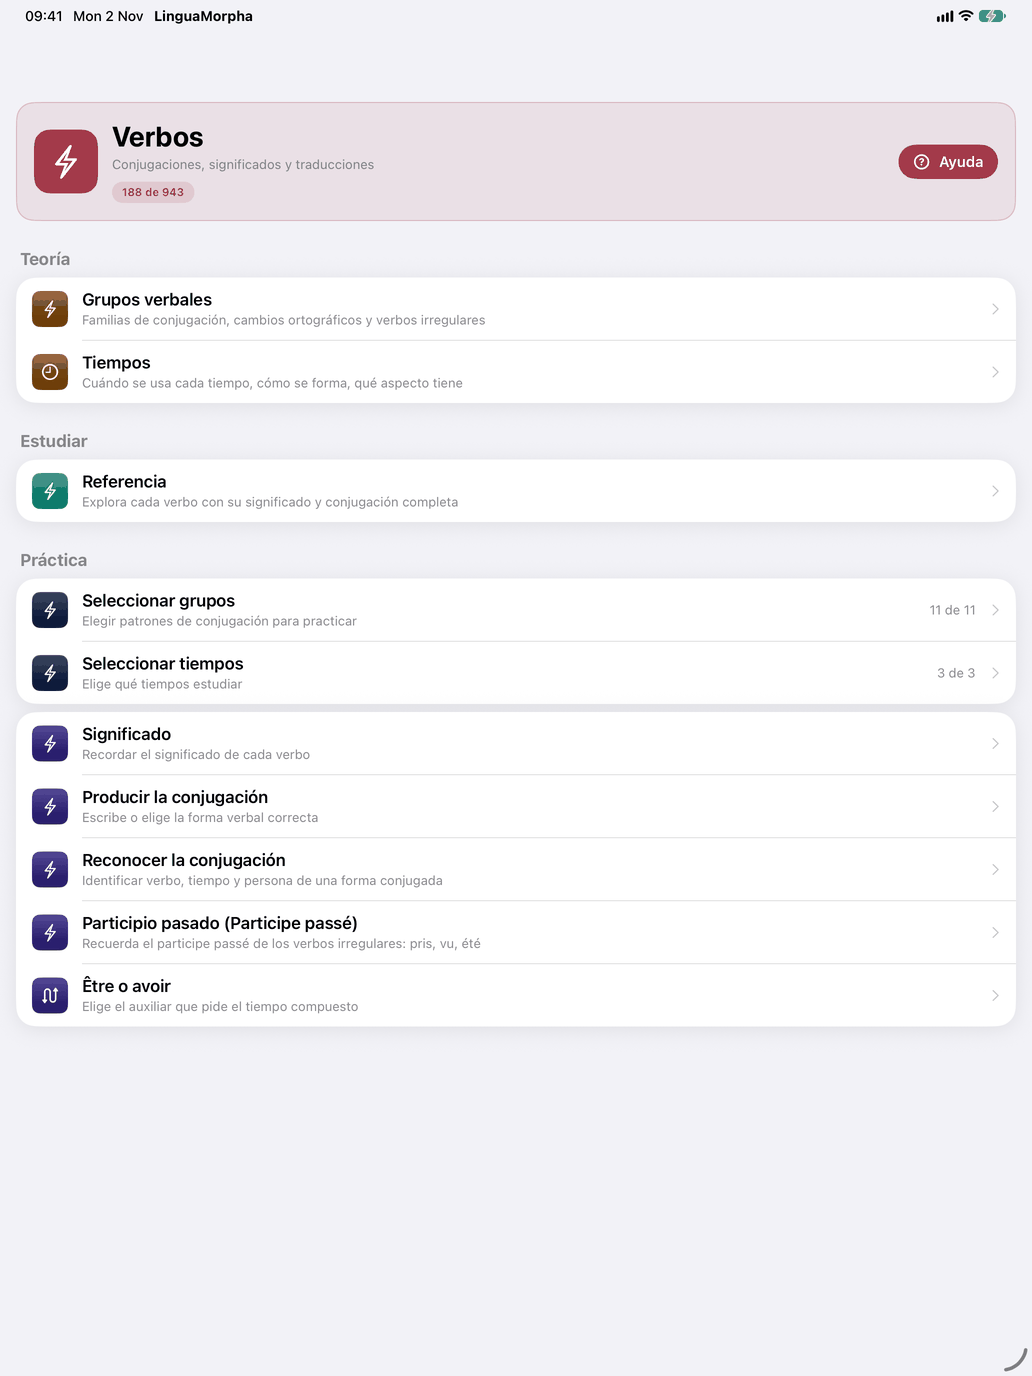 09:41 Mon 2 Nov LinguaMorpha
Verbos
Conjugaciones, significados y traducciones
188 de 943
Ayuda
Teoría
Grupos verbales
Familias de conjugación, cambios ortográficos y verbos irregulares
Tiempos
Cuándo se usa cada tiempo, cómo se forma, qué aspecto tiene
Estudiar
Referencia
Explora cada verbo con su significado y conjugación completa
Práctica
Seleccionar grupos
Elegir patrones de conjugación para practicar
11 de 11
Seleccionar tiempos
Elige qué tiempos estudiar
3 de 3
Significado
Recordar el significado de cada verbo
Producir la conjugación
Escribe o elige la forma verbal correcta
Reconocer la conjugación
Identificar verbo, tiempo y persona de una forma conjugada
Participio pasado (Participe passé)
Recuerda el participe passé de los verbos irregulares: pris, vu, été
Être o avoir
Elige el auxiliar que pide el tiempo compuesto